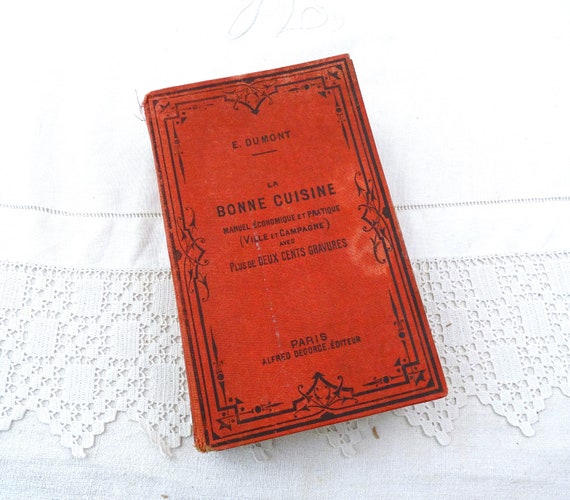 E. DUMONT
LA
BONNE CUISINE
MANUEL ÉCONOMIQUE ET PRATIQUE
(VILLE ET CAMPAGNE)
AVEC
PLUS DE DEUX CENTS GRAVURES
PARIS
ALFRED DEGORCE, ÉDITEUR